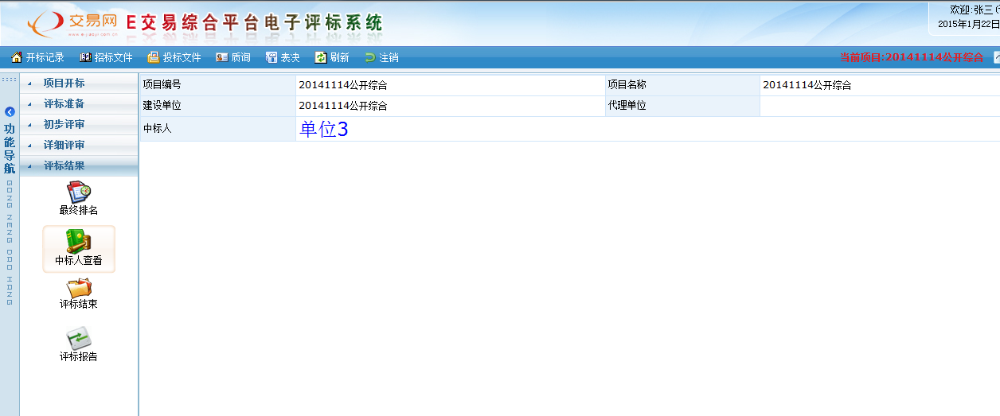 交易网
www.e-jiaoyi.com.cn
E交易综合平台电子评标系统
欢迎:张三
2015年1月22日
开标记录 招标文件 投标文件 质询 表决 刷新 注销
当前项目:20141114公开综合
功能导航
GONG NENG DAO HANG
项目开标
评标准备
初步评审
详细评审
评标结果
最终排名
中标人查看
评标结束
评标报告
项目编号 20141114公开综合 项目名称 20141114公开综合
建设单位 20141114公开综合 代理单位
中标人 单位3